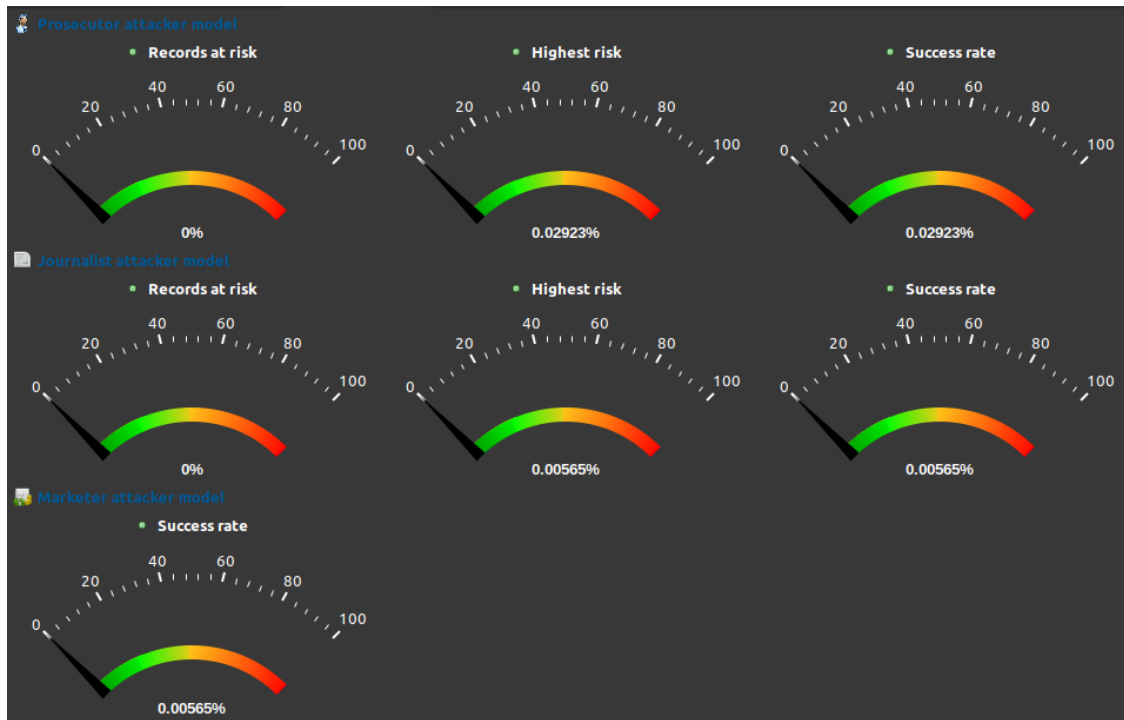 Prosecutor attacker model
Records at risk
Highest risk
Success rate
0 20 40 60 80 100
0 20 40 60 80 100
0 20 40 60 80 100
0%
0.02923%
0.02923%
Journalist attacker model
Records at risk
Highest risk
Success rate
0 20 40 60 80 100
0 20 40 60 80 100
0 20 40 60 80 100
0%
0.00565%
0.00565%
Marketer attacker model
Success rate
0 20 40 60 80 100
0.00565%